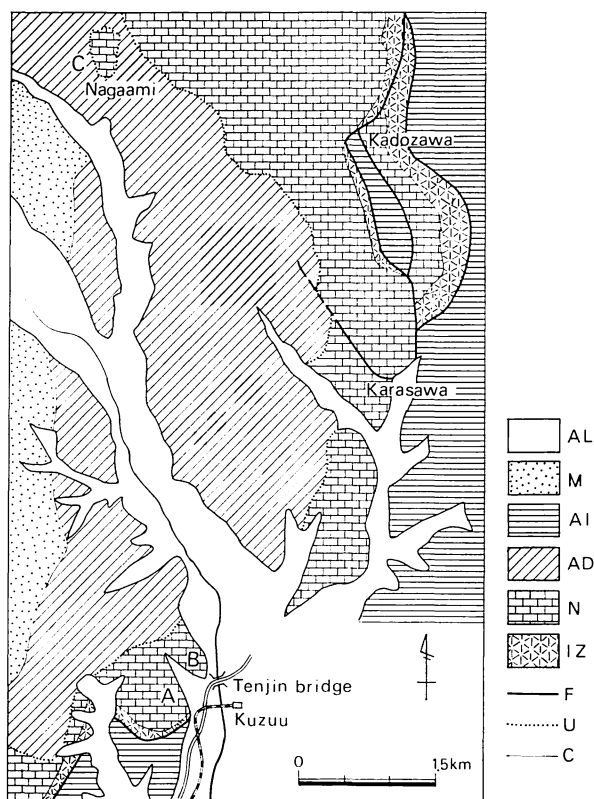 C
Nagaami
Kadozawa
Karasawa
B
A
Tenjin bridge
Kuzuu
0 1,5km
AL
M
AI
AD
N
IZ
F
U
C